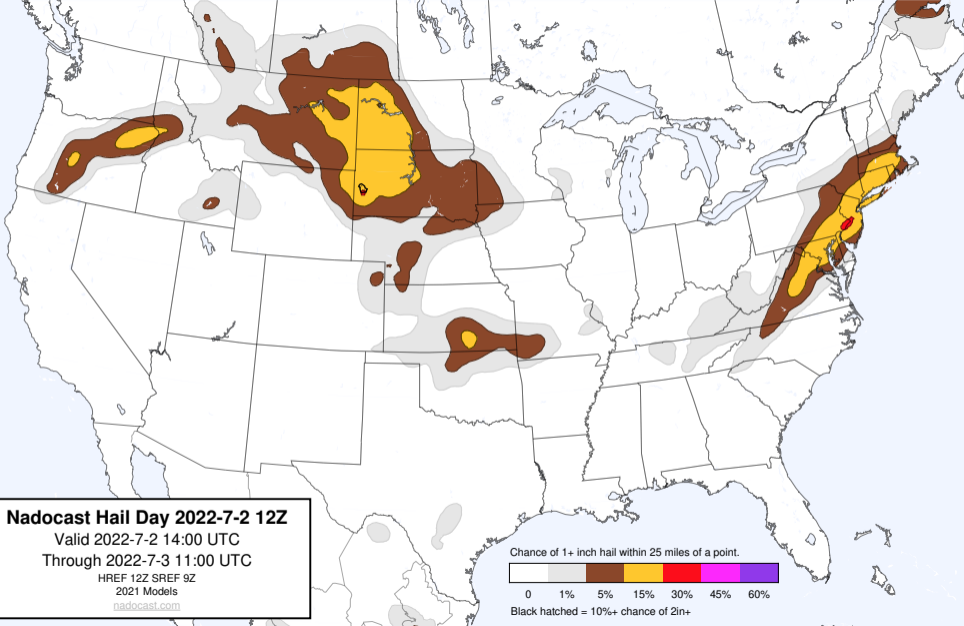 Nadocast Hail Day 2022-7-2 12Z
Valid 2022-7-2 14:00 UTC
Through 2022-7-3 11:00 UTC
HREF 12Z SREF 9Z
2021 Models
nadocast.com
Chance of 1+ inch hail within 25 miles of a point.
0 1% 5% 15% 30% 45% 60%
Black hatched = 10%+ chance of 2in+